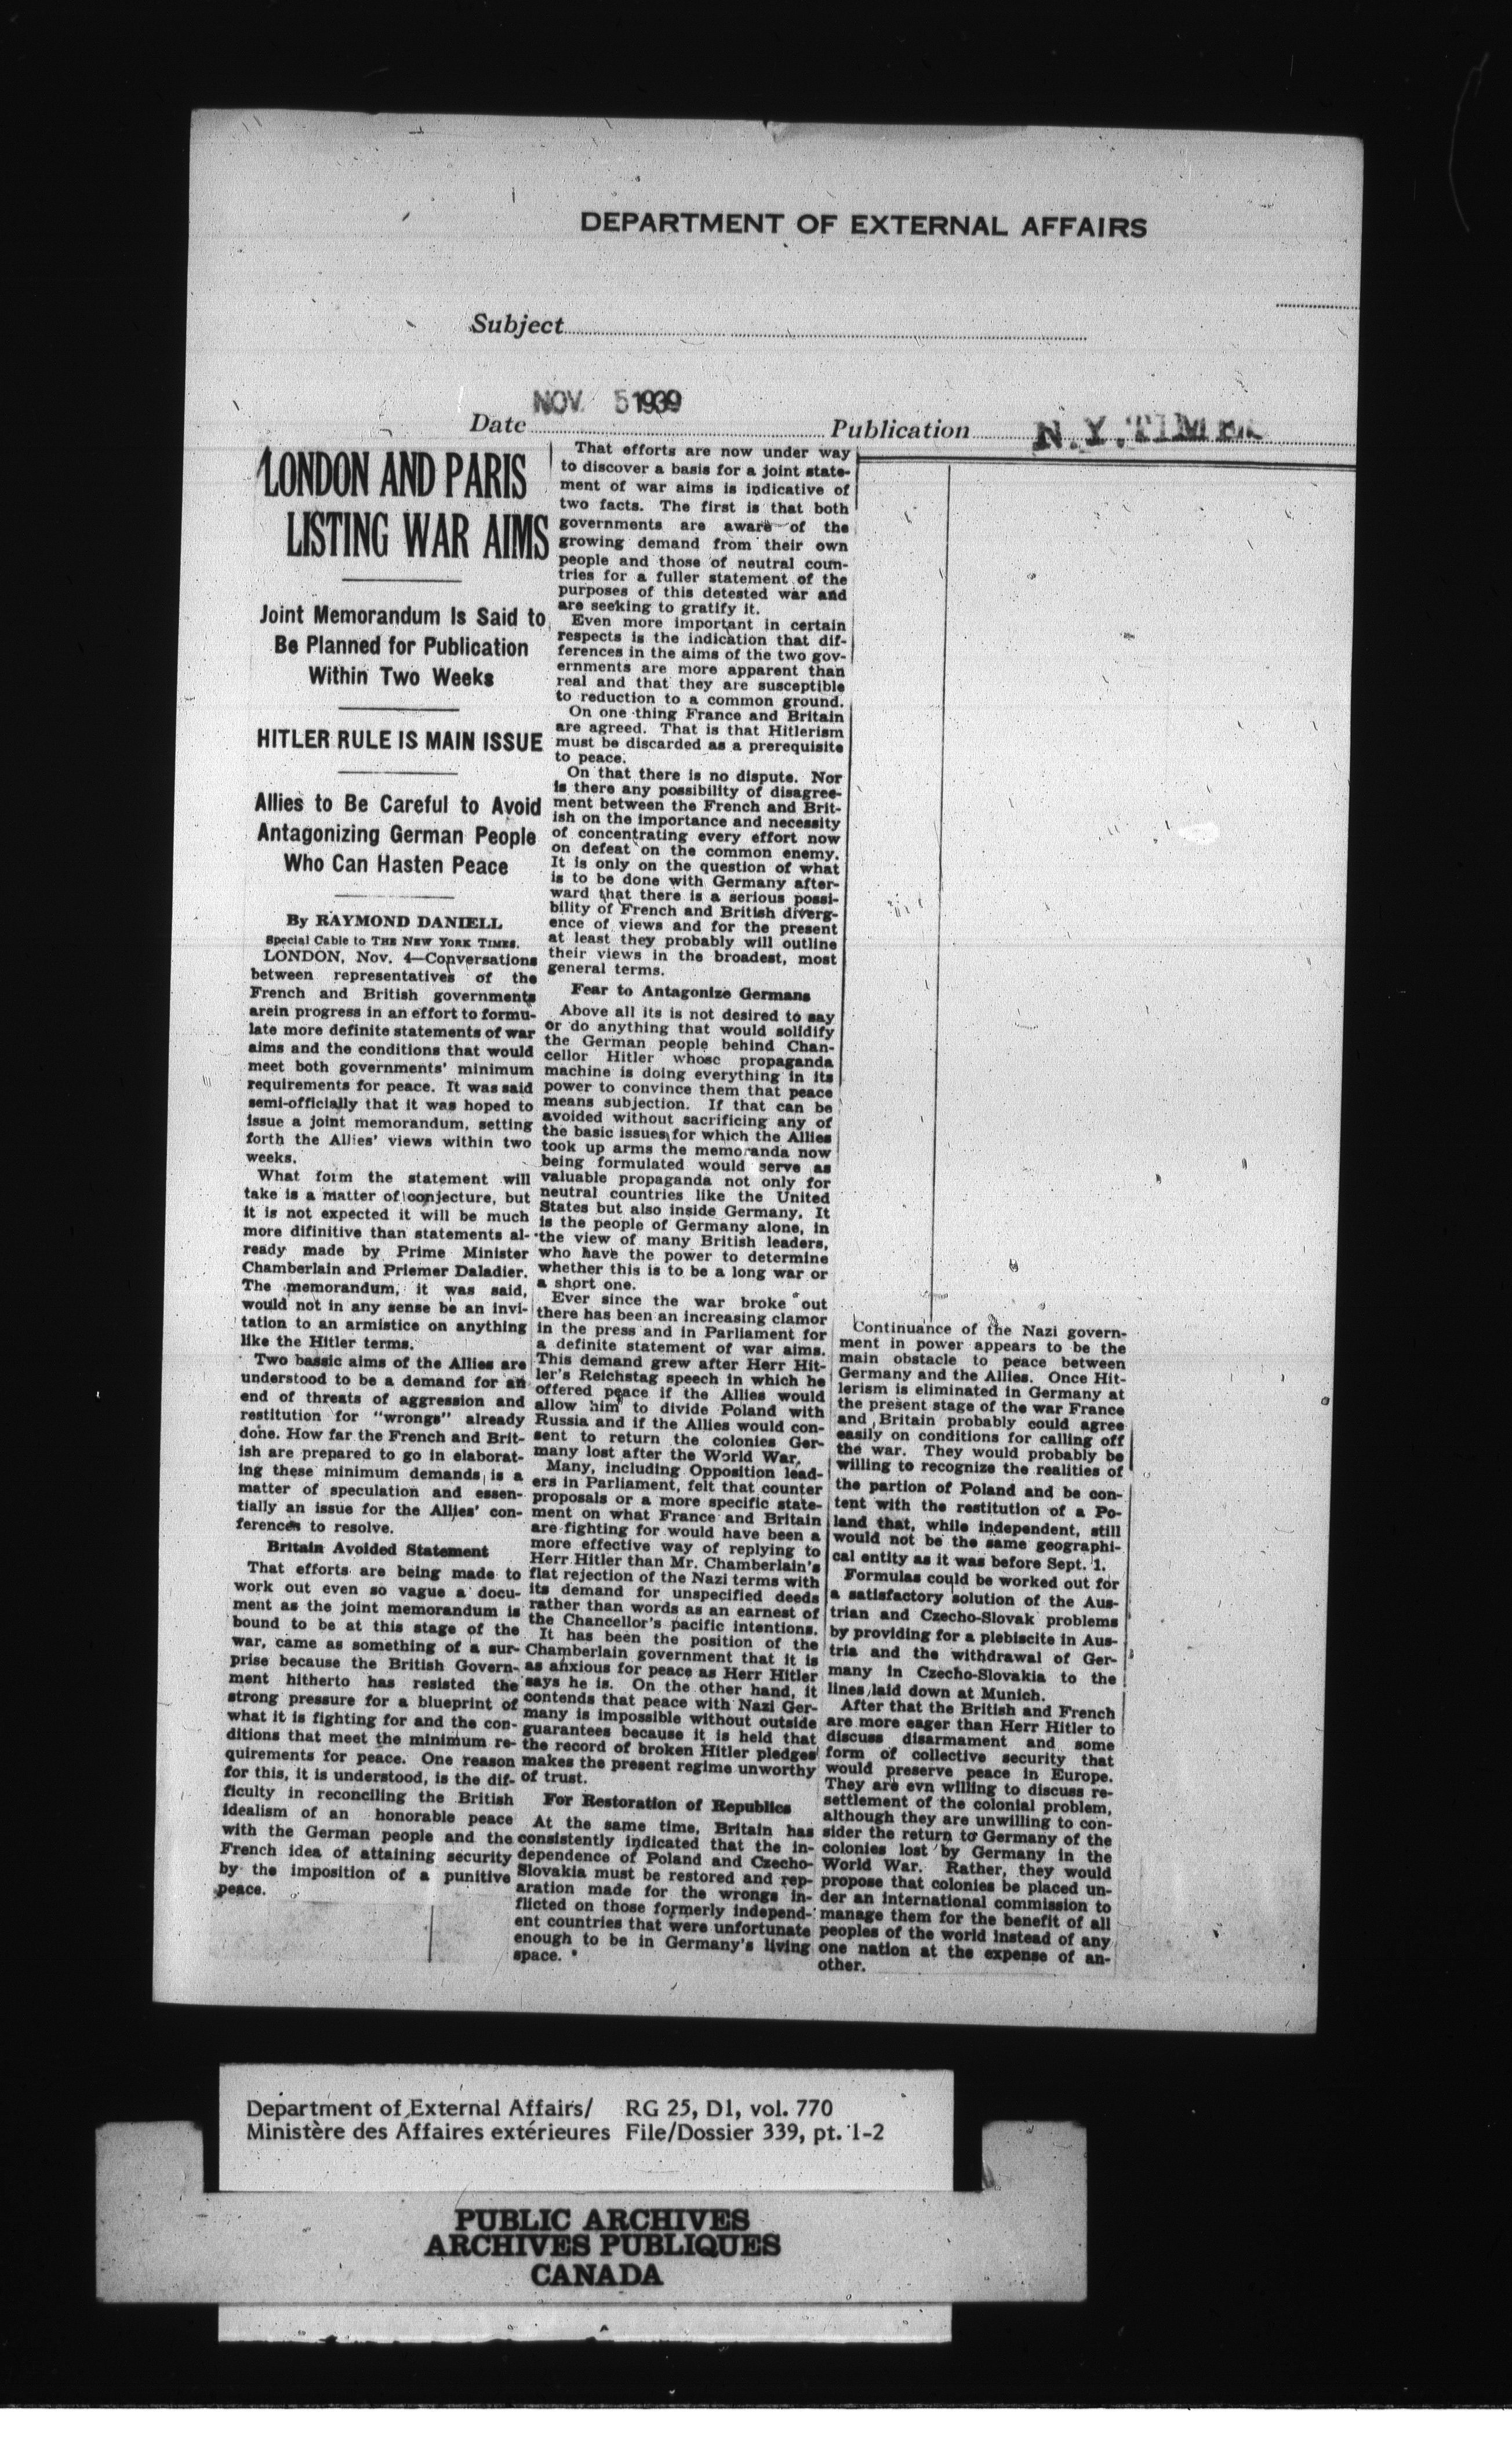 DEPARTMENT OF EXTERNAL AFFAIRS
Subject
NOV 5 1939
Date
Publication
N.Y. TIMES
LONDON AND PARIS
LISTING WAR AIMS
Joint Memorandum Is Said to
Be Planned for Publication
Within Two Weeks
HITLER RULE IS MAIN ISSUE
Allies to Be Careful to Avoid
Antagonizing German People
Who Can Hasten Peace
By RAYMOND DANIELL
Special Cable to THE NEW YORK TIMES.
LONDON, Nov. 4—Conversations
between representatives of the
French and British governments
arein progress in an effort to formu-
late more definite statements of war
aims and the conditions that would
meet both governments' minimum
requirements for peace. It was said
semi-officially that it was hoped to
issue a joint memorandum, setting
forth the Allies' views within two
weeks.
What form the statement will
take is a matter of conjecture, but
it is not expected it will be much
more difinitive than statements al-
ready made by Prime Minister
Chamberlain and Priemer Daladier.
The memorandum, it was said,
would not in any sense be an invi-
tation to an armistice on anything
like the Hitler terms.
Two bassic aims of the Allies are
understood to be a demand for an
end of threats of aggression and
restitution for "wrongs" already
done. How far the French and Brit-
ish are prepared to go in elaborat-
ing these minimum demands is a
matter of speculation and essen-
tially an issue for the Allies' con-
ferences to resolve.
Britain Avoided Statement
That efforts are being made to
work out even so vague a docu-
ment as the joint memorandum is
bound to be at this stage of the
war, came as something of a sur-
prise because the British Govern-
ment hitherto has resisted the
strong pressure for a blueprint of
what it is fighting for and the con-
ditions that meet the minimum re-
quirements for peace. One reason
for this, it is understood, is the dif-
ficulty in reconciling the British
idealism of an honorable peace
with the German people and the
French idea of attaining security
by the imposition of a punitive
peace.
That efforts are now under way
to discover a basis for a joint state-
ment of war aims is indicative of
two facts. The first is that both
governments are aware of the
growing demand from their own
people and those of neutral coun-
tries for a fuller statement of the
purposes of this detested war and
are seeking to gratify it.
Even more important in certain
respects is the indication that dif-
ferences in the aims of the two gov-
ernments are more apparent than
real and that they are susceptible
to reduction to a common ground.
On one thing France and Britain
are agreed. That is that Hitlerism
must be discarded as a prerequisite
to peace.
On that there is no dispute. Nor
is there any possibility of disagree-
ment between the French and Brit-
ish on the importance and necessity
of concentrating every effort now
on defeat on the common enemy.
It is only on the question of what
is to be done with Germany after-
ward that there is a serious possi-
bility of French and British diverg-
ence of views and for the present
at least they probably will outline
their views in the broadest, most
general terms.
Fear to Antagonize Germans
Above all its is not desired to say
or do anything that would solidify
the German people behind Chan-
cellor Hitler whose propaganda
machine is doing everything in its
power to convince them that peace
means subjection. If that can be
avoided without sacrificing any of
the basic issues for which the Allies
took up arms the memoranda now
being formulated would serve as
valuable propaganda not only for
neutral countries like the United
States but also inside Germany. It
is the people of Germany alone, in
the view of many British leaders,
who have the power to determine
whether this is to be a long war or
a short one.
Ever since the war broke out
there has been an increasing clamor
in the press and in Parliament for
a definite statement of war aims.
This demand grew after Herr Hit-
ler's Reichstag speech in which he
offered peace if the Allies would
allow him to divide Poland with
Russia and if the Allies would con-
sent to return the colonies Ger-
many lost after the World War.
Many, including Opposition lead-
ers in Parliament, felt that counter
proposals or a more specific state-
ment on what France and Britain
are fighting for would have been a
more effective way of replying to
Herr Hitler than Mr. Chamberlain's
flat rejection of the Nazi terms with
its demand for unspecified deeds
rather than words as an earnest of
the Chancellor's pacific intentions.
It has been the position of the
Chamberlain government that it is
as anxious for peace as Herr Hitler
says he is. On the other hand, it
contends that peace with Nazi Ger-
many is impossible without outside
guarantees because it is held that
the record of broken Hitler pledges
makes the present regime unworthy
of trust.
For Restoration of Republics
At the same time, Britain has
consistently indicated that the in-
dependence of Poland and Czecho-
Slovakia must be restored and rep-
aration made for the wrongs in-
flicted on those formerly independ-
ent countries that were unfortunate
enough to be in Germany's living
space.
Continuance of the Nazi govern-
ment in power appears to be the
main obstacle to peace between
Germany and the Allies. Once Hit-
lerism is eliminated in Germany at
the present stage of the war France
and Britain probably could agree
easily on conditions for calling off
the war. They would probably be
willing to recognize the realities of
the partion of Poland and be con-
tent with the restitution of a Po-
land that, while independent, still
would not be the same geographi-
cal entity as it was before Sept. 1.
Formulas could be worked out for
a satisfactory solution of the Aus-
trian and Czecho-Slovak problems
by providing for a plebiscite in Aus-
tria and the withdrawal of Ger-
many in Czecho-Slovakia to the
lines laid down at Munich.
After that the British and French
are more eager than Herr Hitler to
discuss disarmament and some
form of collective security that
would preserve peace in Europe.
They are evn willing to discuss re-
settlement of the colonial problem,
although they are unwilling to con-
sider the return to Germany of the
colonies lost by Germany in the
World War. Rather, they would
propose that colonies be placed un-
der an international commission to
manage them for the benefit of all
peoples of the world instead of any
one nation at the expense of an-
other.
Department of External Affairs/ RG 25, D1, vol. 770
Ministère des Affaires extérieures File/Dossier 339, pt. 1-2
PUBLIC ARCHIVES
ARCHIVES PUBLIQUES
CANADA